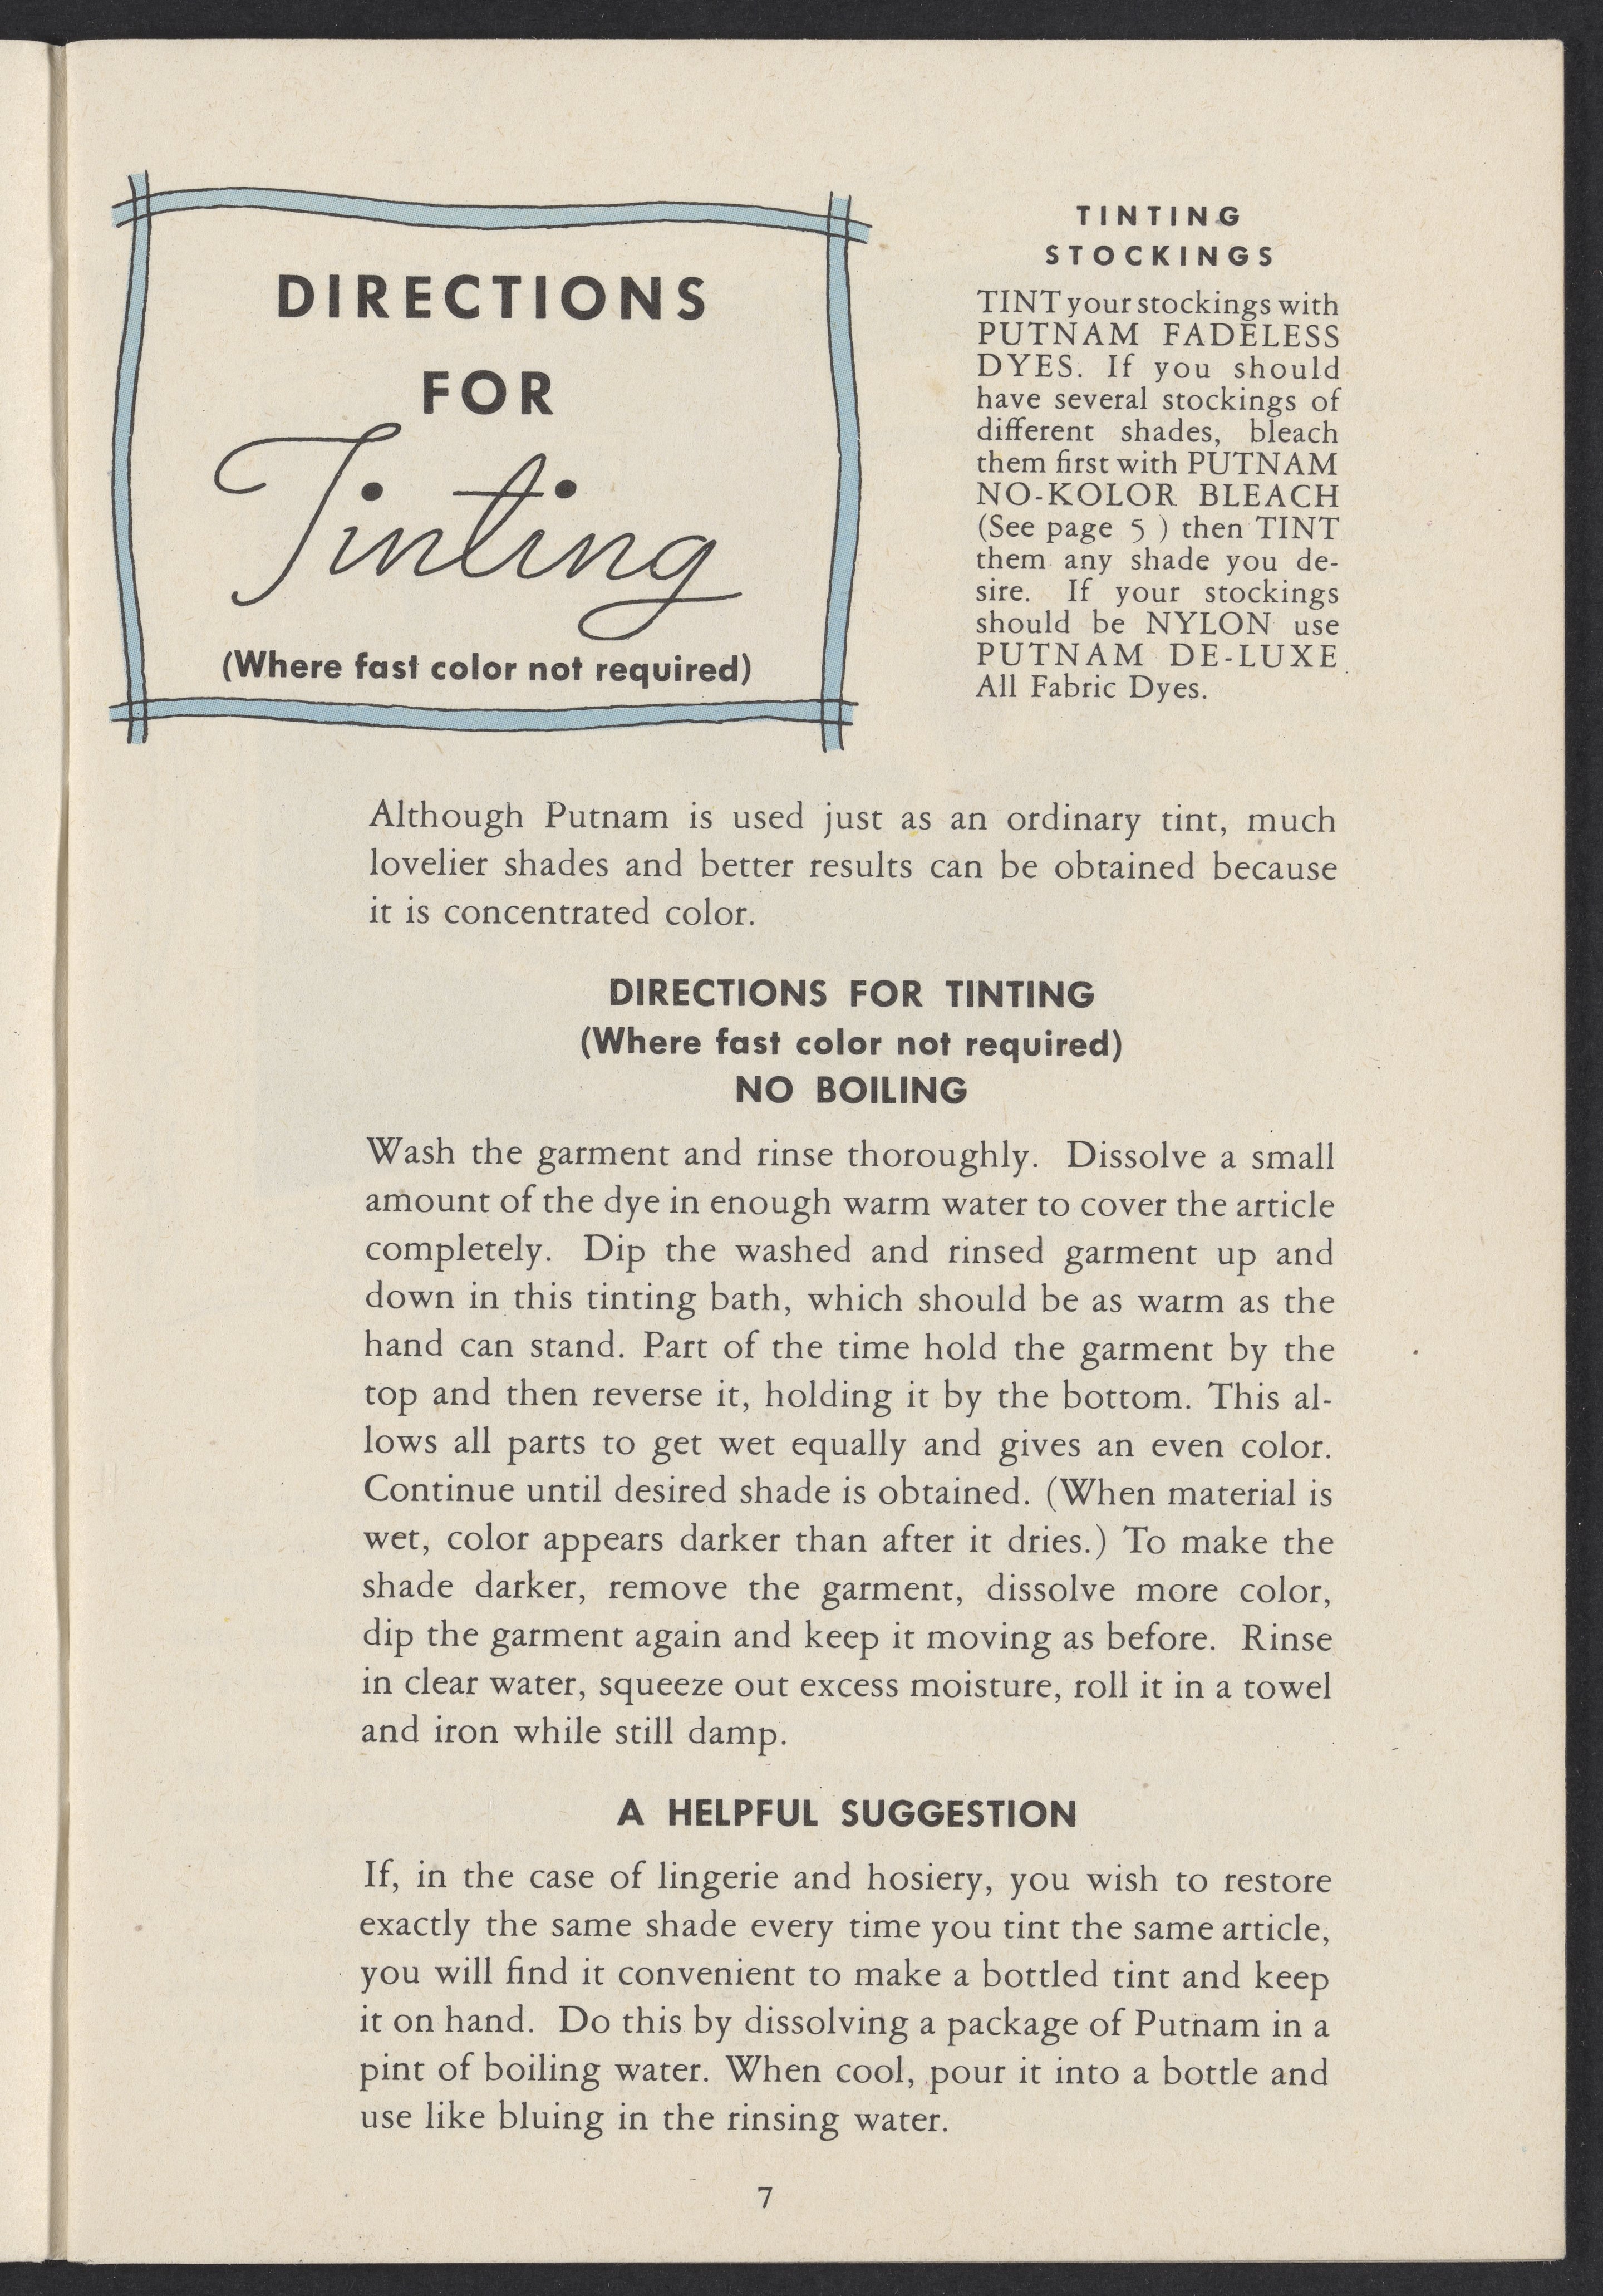 DIRECTIONS
FOR
Tinting
(Where fast color not required)
TINTING
STOCKINGS
TINT your stockings with
PUTNAM FADELESS
DYES. If you should
have several stockings of
different shades, bleach
them first with PUTNAM
NO-KOLOR BLEACH
(See page 5 ) then TINT
them any shade you de-
sire. If your stockings
should be NYLON use
PUTNAM DE-LUXE
All Fabric Dyes.
Although Putnam is used just as an ordinary tint, much
lovelier shades and better results can be obtained because
it is concentrated color.
DIRECTIONS FOR TINTING
(Where fast color not required)
NO BOILING
Wash the garment and rinse thoroughly. Dissolve a small
amount of the dye in enough warm water to cover the article
completely. Dip the washed and rinsed garment up and
down in this tinting bath, which should be as warm as the
hand can stand. Part of the time hold the garment by the
top and then reverse it, holding it by the bottom. This al-
lows all parts to get wet equally and gives an even color.
Continue until desired shade is obtained. (When material is
wet, color appears darker than after it dries.) To make the
shade darker, remove the garment, dissolve more color,
dip the garment again and keep it moving as before. Rinse
in clear water, squeeze out excess moisture, roll it in a towel
and iron while still damp.
A HELPFUL SUGGESTION
If, in the case of lingerie and hosiery, you wish to restore
exactly the same shade every time you tint the same article,
you will find it convenient to make a bottled tint and keep
it on hand. Do this by dissolving a package of Putnam in a
pint of boiling water. When cool, pour it into a bottle and
use like bluing in the rinsing water.
7